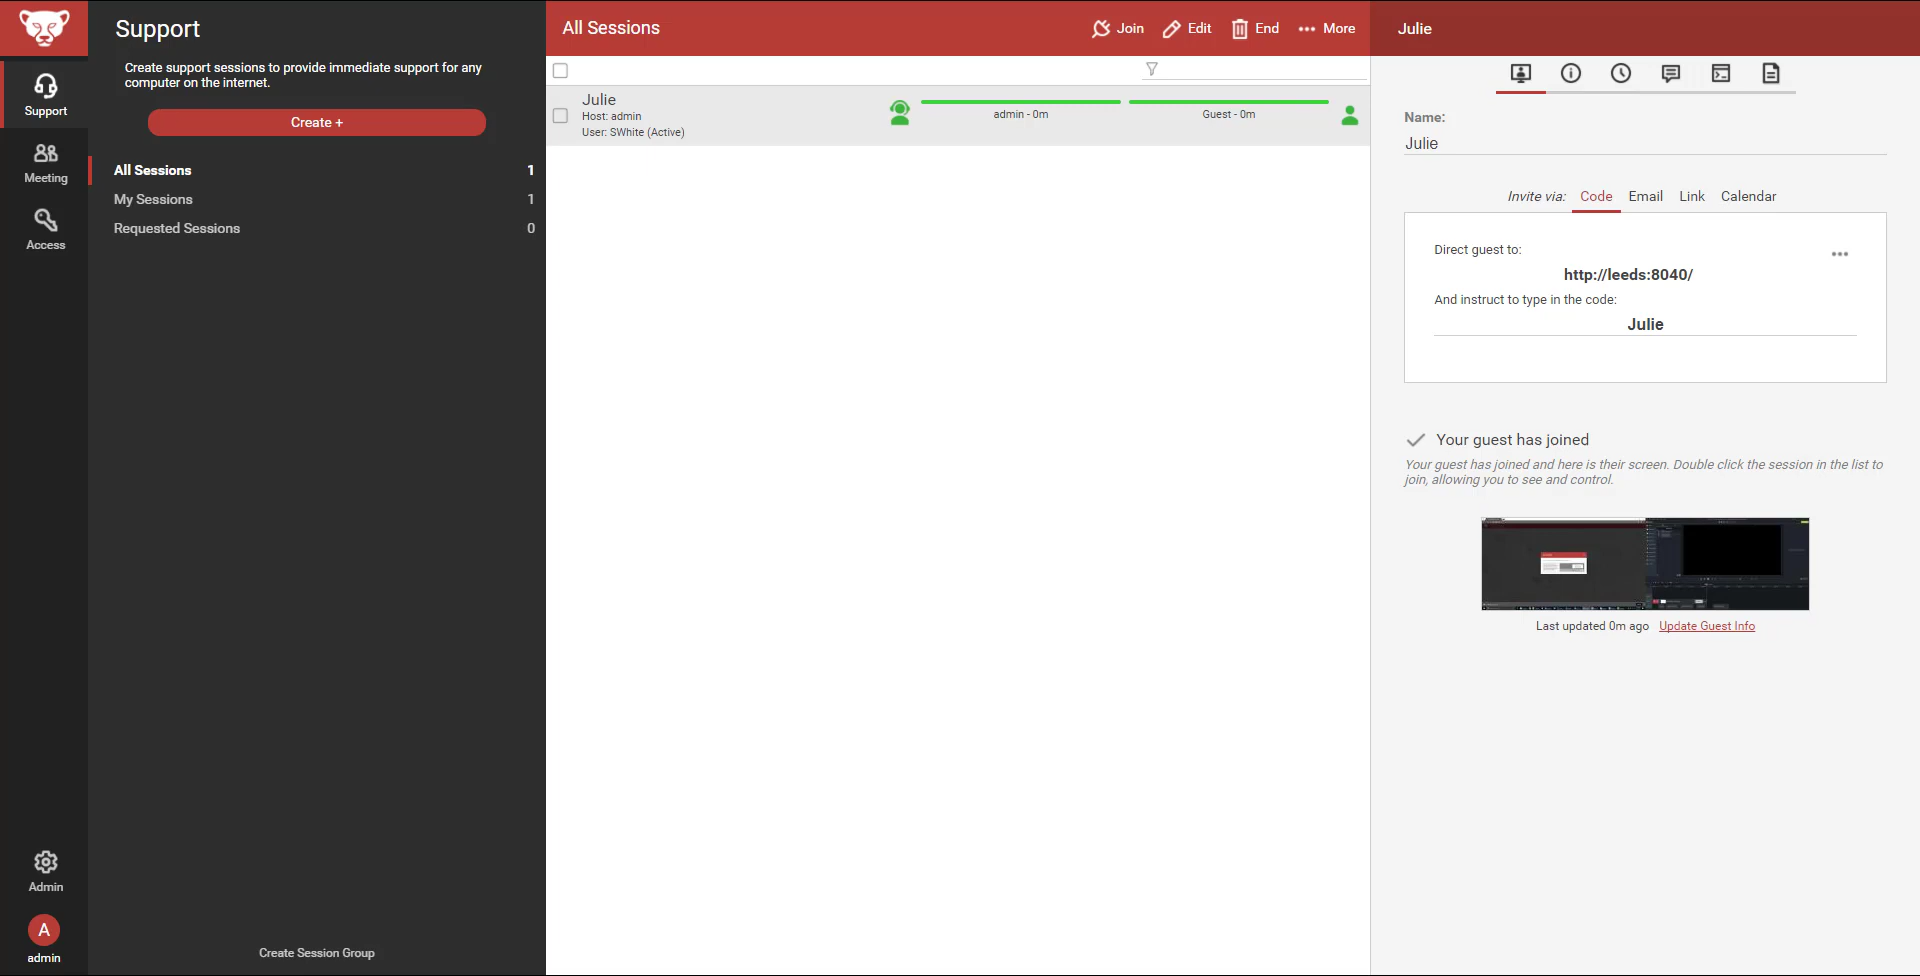 Support
Create support sessions to provide immediate support for any
computer on the internet.
Create +
All Sessions 1
My Sessions 1
Requested Sessions 0
Create Session Group
Support
Meeting
Access
Admin
A
admin
All Sessions
Join
Edit
End
More
Julie
Host: admin
User: SWhite (Active)
admin - 0m
Guest - 0m
Julie
Name:
Julie
Invite via: Code Email Link Calendar
Direct guest to:
http://leeds:8040/
And instruct to type in the code:
Julie
Your guest has joined
Your guest has joined and here is their screen. Double click the session in the list to
join, allowing you to see and control.
Last updated 0m ago Update Guest Info